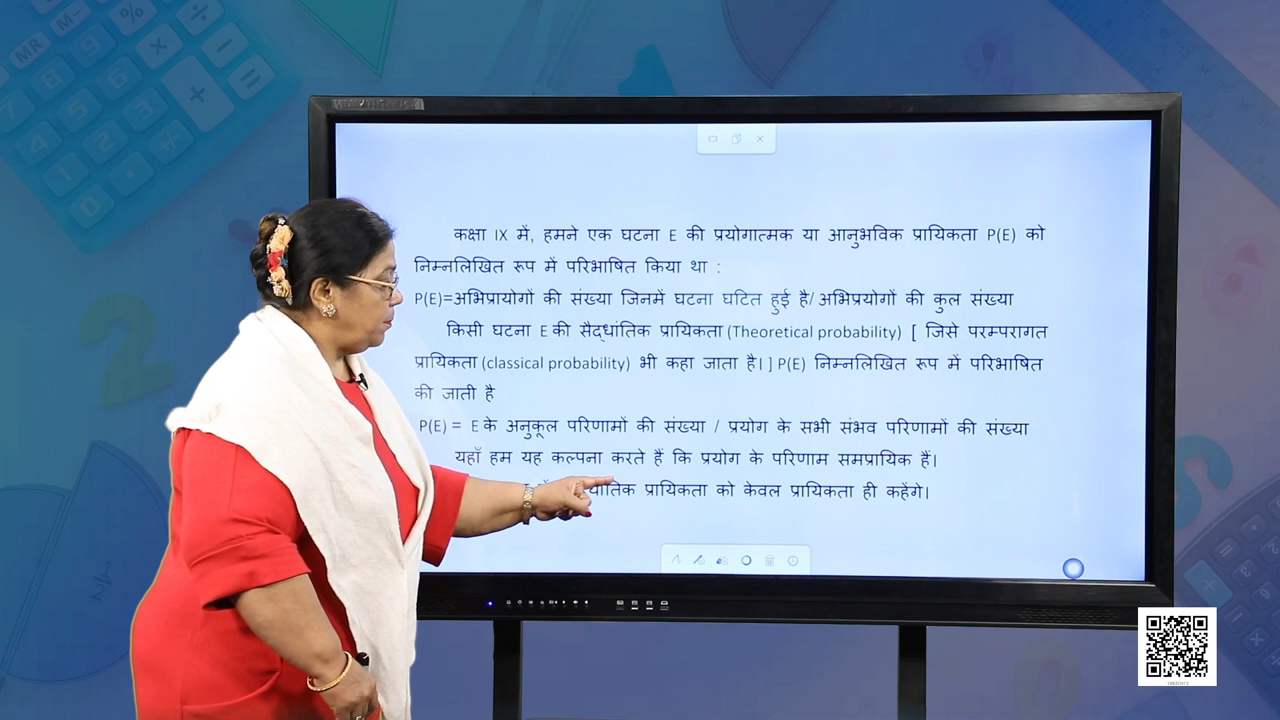 कक्षा IX में, हमने एक घटना E की प्रयोगात्मक या आनुभविक प्रायिकता P(E) को
निम्नलिखित रूप में परिभाषित किया था :
P(E)=अभिप्रायोगों की संख्या जिनमें घटना घटित हुई है/ अभिप्रयोगों की कुल संख्या
किसी घटना E की सैद्धांतिक प्रायिकता (Theoretical probability) [ जिसे परम्परागत
प्रायिकता (classical probability) भी कहा जाता है। ] P(E) निम्नलिखित रूप में परिभाषित
की जाती है
P(E) = E के अनुकूल परिणामों की संख्या / प्रयोग के सभी संभव परिणामों की संख्या
यहाँ हम यह कल्पना करते हैं कि प्रयोग के परिणाम समप्रायिक हैं।
प्रायिकता को केवल प्रायिकता ही कहेंगे।